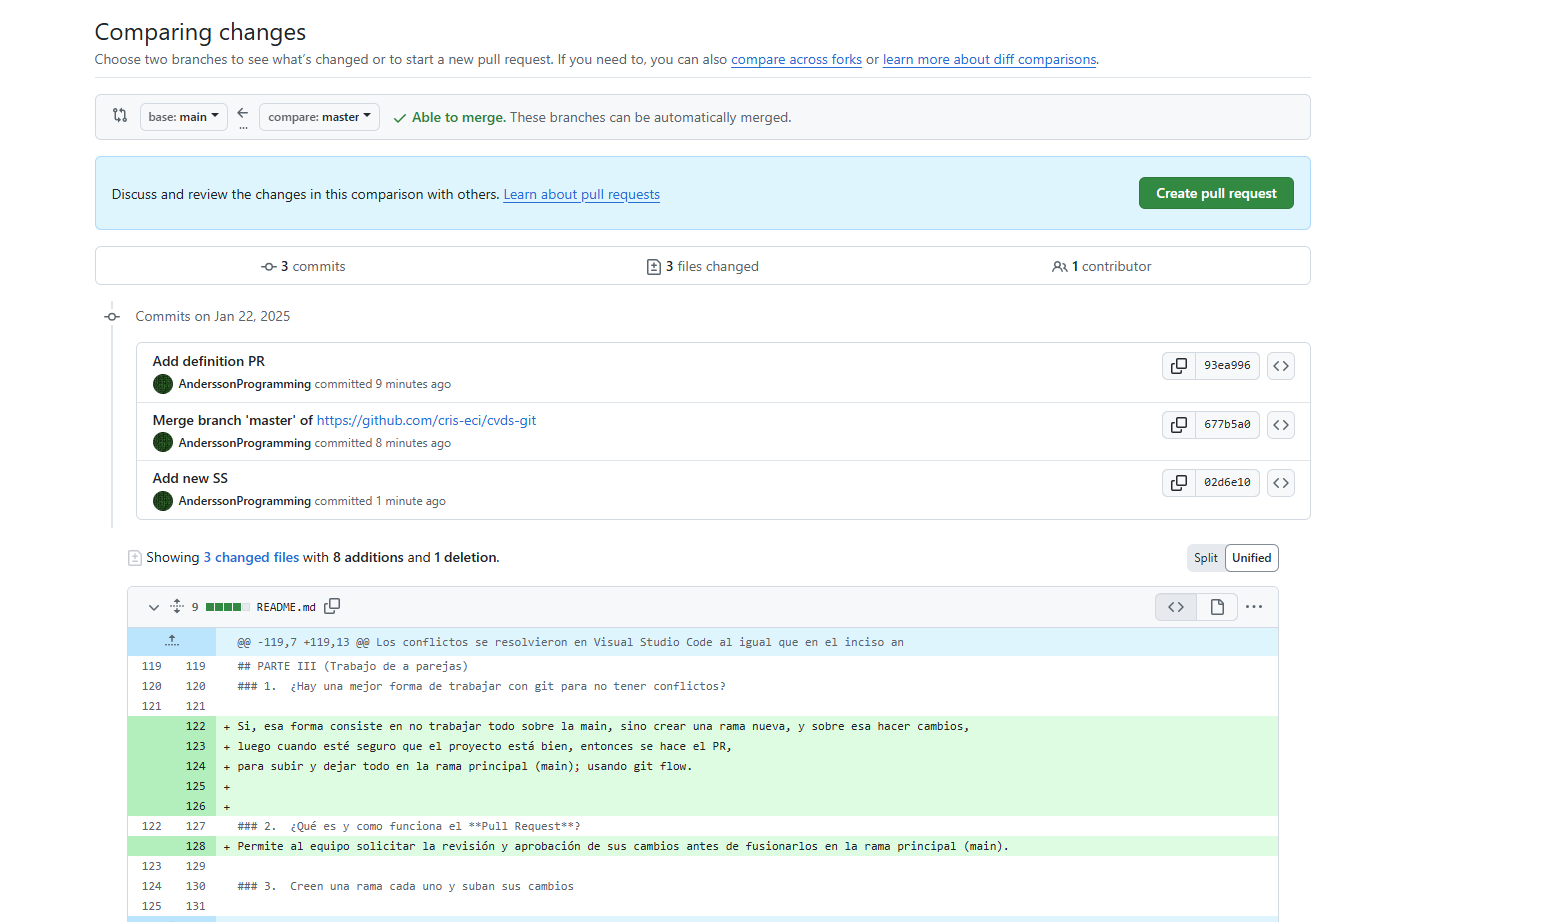 Comparing changes
Choose two branches to see what's changed or to start a new pull request. If you need to, you can also compare across forks or learn more about diff comparisons.
base: main ... compare: master Able to merge. These branches can be automatically merged.
Discuss and review the changes in this comparison with others. Learn about pull requests Create pull request
3 commits 3 files changed 1 contributor
Commits on Jan 22, 2025
Add definition PR
AnderssonProgramming committed 9 minutes ago 93ea996
Merge branch 'master' of https://github.com/cris-eci/cvds-git
AnderssonProgramming committed 8 minutes ago 677b5a0
Add new SS
AnderssonProgramming committed 1 minute ago 02d6e10
Showing 3 changed files with 8 additions and 1 deletion. Split Unified
9 README.md
@@ -119,7 +119,13 @@ Los conflictos se resolvieron en Visual Studio Code al igual que en el inciso an
119 119 ## PARTE III (Trabajo de a parejas)
120 120 ### 1. ¿Hay una mejor forma de trabajar con git para no tener conflictos?
121 121
122 + Si, esa forma consiste en no trabajar todo sobre la main, sino crear una rama nueva, y sobre esa hacer cambios,
123 + luego cuando esté seguro que el proyecto está bien, entonces se hace el PR,
124 + para subir y dejar todo en la rama principal (main); usando git flow.
125 +
126 +
122 127 ### 2. ¿Qué es y como funciona el **Pull Request**?
128 + Permite al equipo solicitar la revisión y aprobación de sus cambios antes de fusionarlos en la rama principal (main).
123 129
124 130 ### 3. Creen una rama cada uno y suban sus cambios
125 131